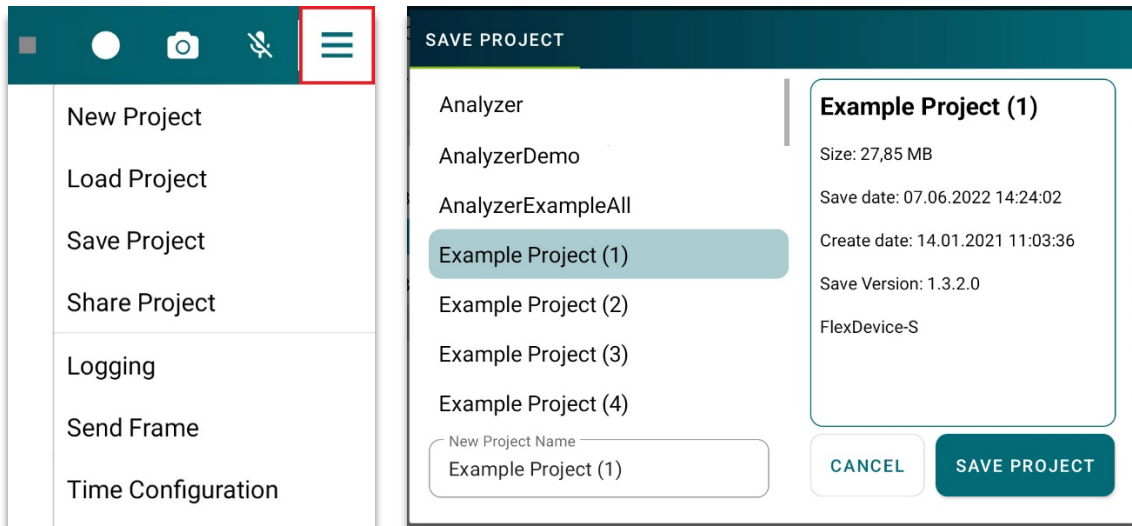 New Project
Load Project
Save Project
Share Project
Logging
Send Frame
Time Configuration
SAVE PROJECT
Analyzer
AnalyzerDemo
AnalyzerExampleAll
Example Project (1)
Example Project (2)
Example Project (3)
Example Project (4)
New Project Name
Example Project (1)
Example Project (1)
Size: 27,85 MB
Save date: 07.06.2022 14:24:02
Create date: 14.01.2021 11:03:36
Save Version: 1.3.2.0
FlexDevice-S
CANCEL
SAVE PROJECT